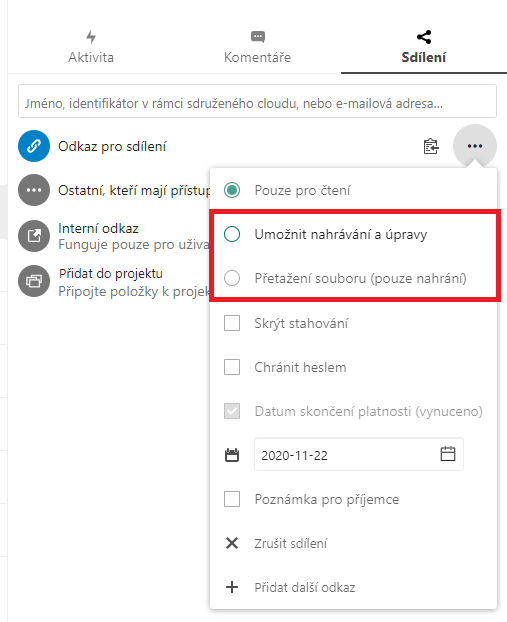 Aktivita
Komentáře
Sdílení
Jméno, identifikátor v rámci sdruženého cloudu, nebo e-mailová adresa...
Odkaz pro sdílení
Ostatní, kteří mají přístup
Interní odkaz
Funguje pouze pro uživa
Přidat do projektu
Připojte položky k projek
Pouze pro čtení
Umožnit nahrávání a úpravy
Přetažení souboru (pouze nahrání)
Skrýt stahování
Chránit heslem
Datum skončení platnosti (vynuceno)
2020-11-22
Poznámka pro příjemce
Zrušit sdílení
Přidat další odkaz